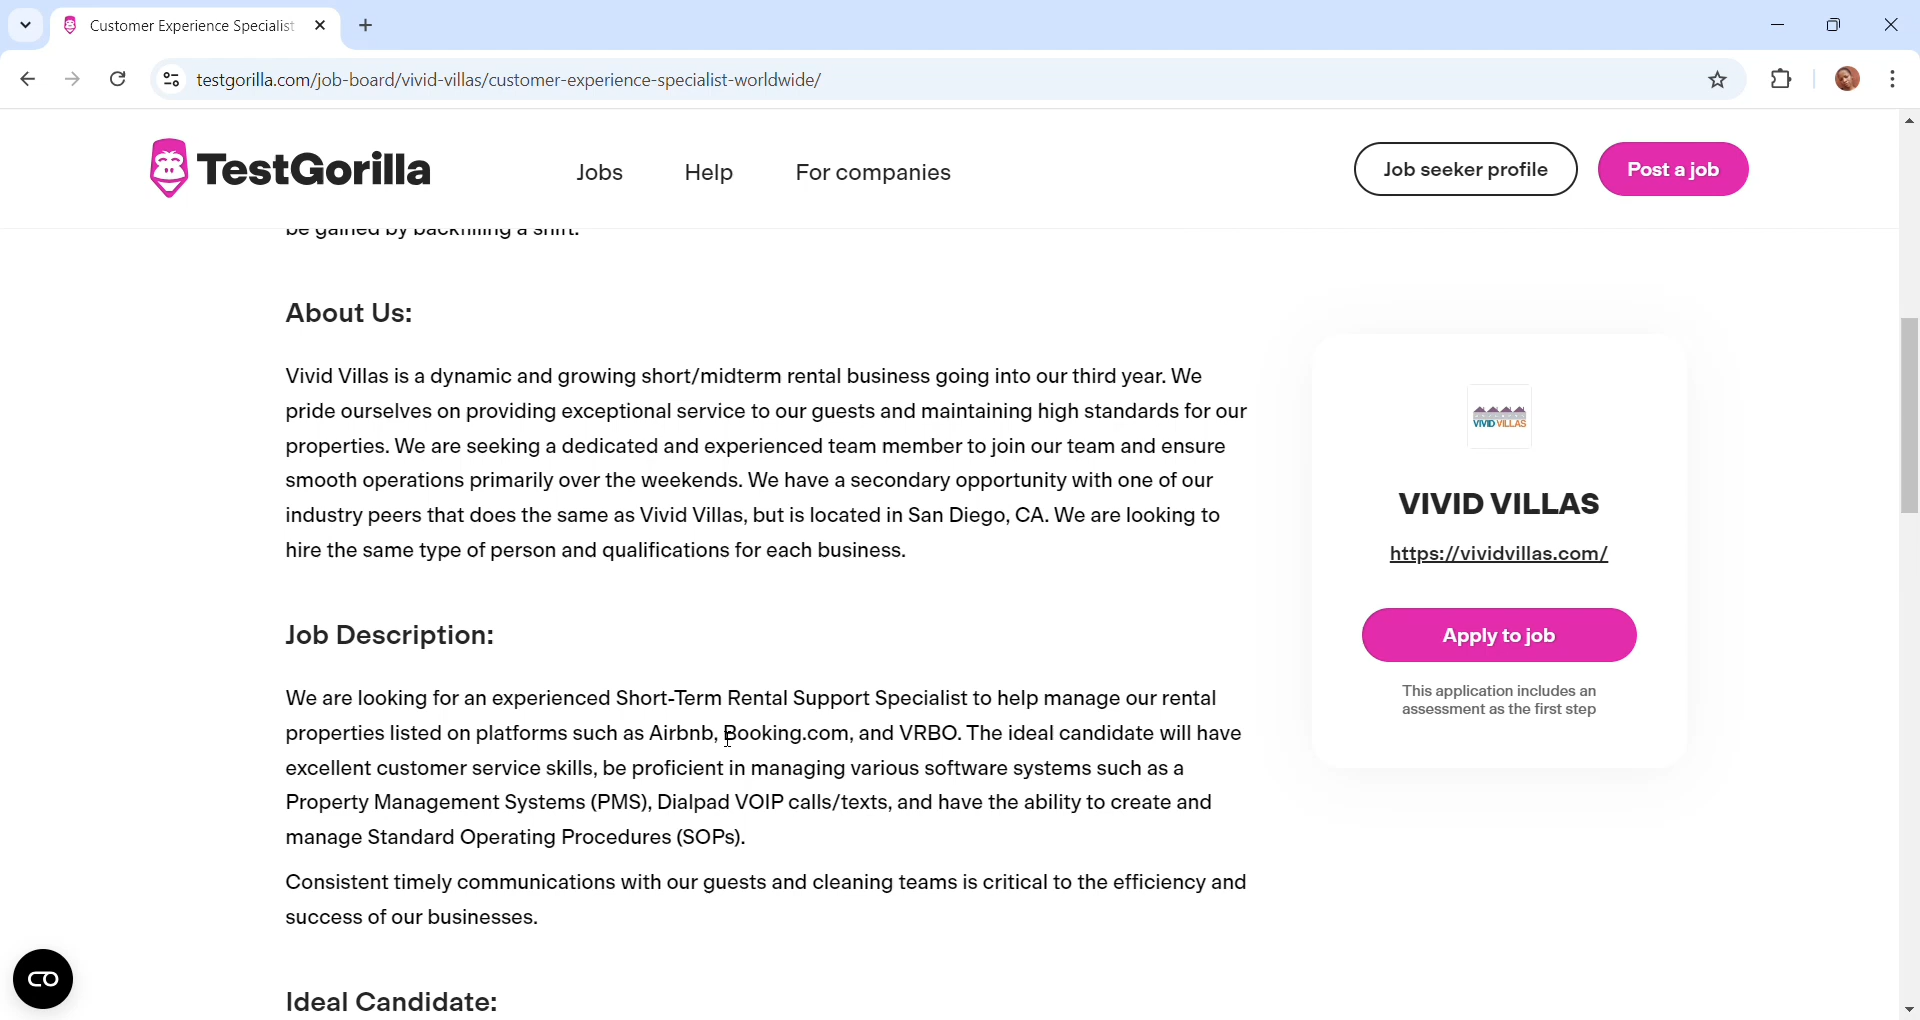 Customer Experience Specialist
testgorilla.com/job-board/vivid-villas/customer-experience-specialist-worldwide/
TestGorilla
Jobs
Help
For companies
Job seeker profile
Post a job
be gained by backfilling a shift.
About Us:
Vivid Villas is a dynamic and growing short/midterm rental business going into our third year. We
pride ourselves on providing exceptional service to our guests and maintaining high standards for our
properties. We are seeking a dedicated and experienced team member to join our team and ensure
smooth operations primarily over the weekends. We have a secondary opportunity with one of our
industry peers that does the same as Vivid Villas, but is located in San Diego, CA. We are looking to
hire the same type of person and qualifications for each business.
Job Description:
We are looking for an experienced Short-Term Rental Support Specialist to help manage our rental
properties listed on platforms such as Airbnb, Booking.com, and VRBO. The ideal candidate will have
excellent customer service skills, be proficient in managing various software systems such as a
Property Management Systems (PMS), Dialpad VOIP calls/texts, and have the ability to create and
manage Standard Operating Procedures (SOPs).
Consistent timely communications with our guests and cleaning teams is critical to the efficiency and
success of our businesses.
Ideal Candidate:
VIVID VILLAS
VIVID VILLAS
https://vividvillas.com/
Apply to job
This application includes an
assessment as the first step